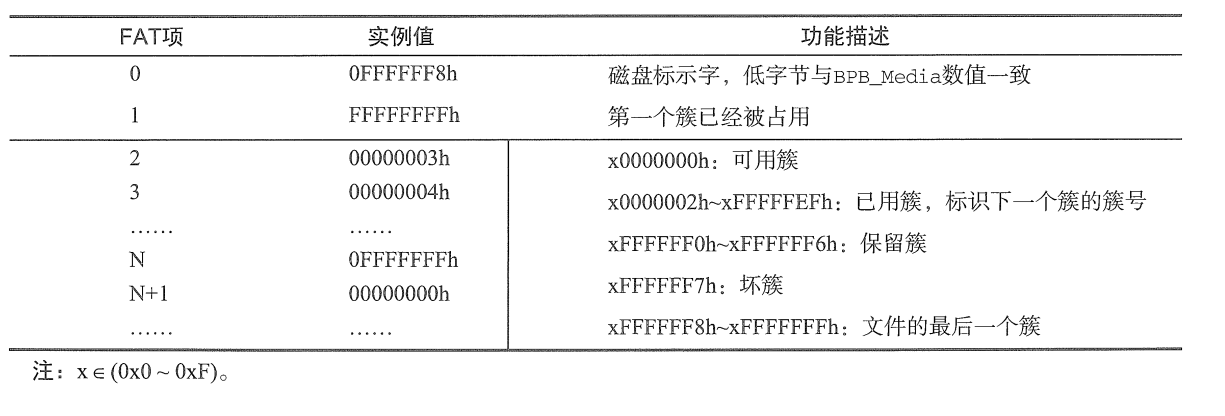 FAT项 实例值 功能描述
0 0FFFFFF8h 磁盘标示字，低字节与BPB_Media数值一致
1 FFFFFFFFh 第一个簇已经被占用
2 00000003h x0000000h：可用簇
3 00000004h x0000002h~xFFFFFEFh：已用簇，标识下一个簇的簇号
…… ……
xFFFFFF0h~xFFFFFF6h：保留簇
N 0FFFFFFFh
xFFFFFF7h：坏簇
N+1 00000000h
…… …… xFFFFFF8h~xFFFFFFFh：文件的最后一个簇
注：x∈(0x0 ~ 0xF)。